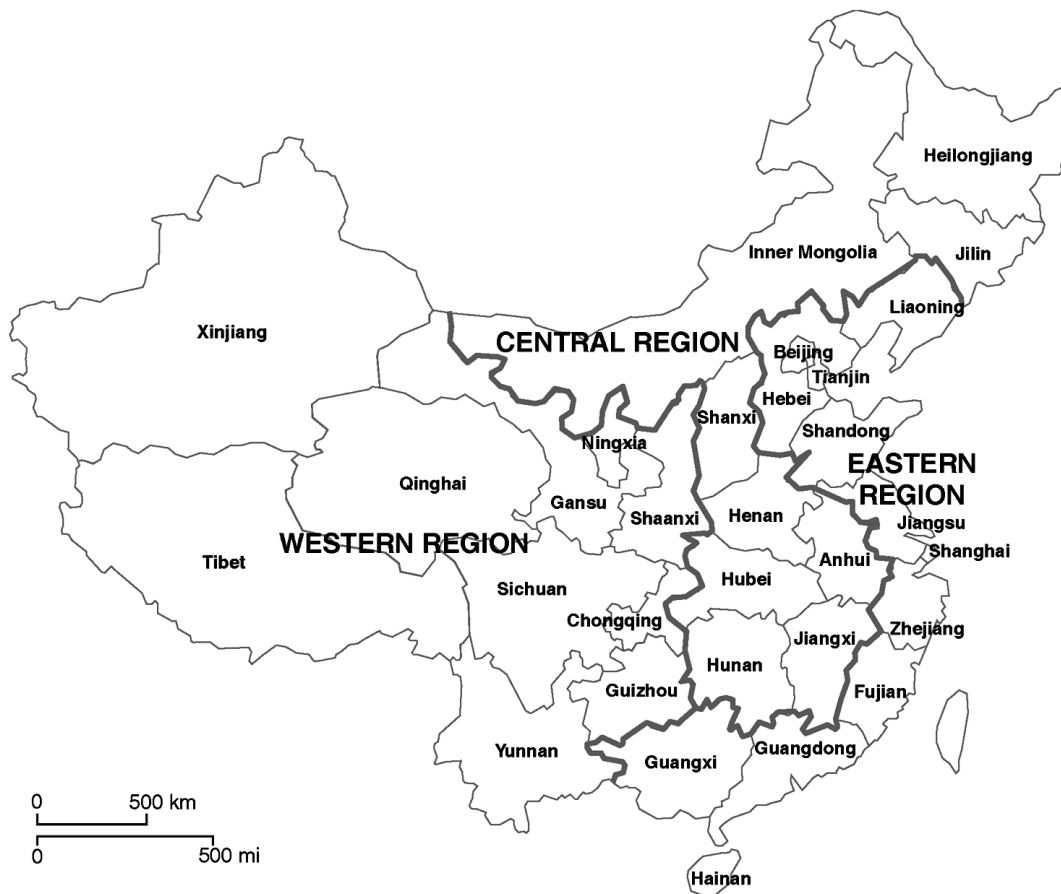 Heilongjiang
Inner Mongolia
Jilin
Liaoning
Xinjiang
CENTRAL REGION
Beijing
Tianjin
Hebei
Shanxi
Shandong
Ningxia
EASTERN
REGION
Qinghai
Gansu
Shaanxi
Henan
Jiangsu
WESTERN REGION
Shanghai
Tibet
Anhui
Hubei
Sichuan
Chongqing
Zhejiang
Jiangxi
Hunan
Guizhou
Fujian
Yunnan
Guangdong
Guangxi
0 500 km
0 500 mi
Hainan